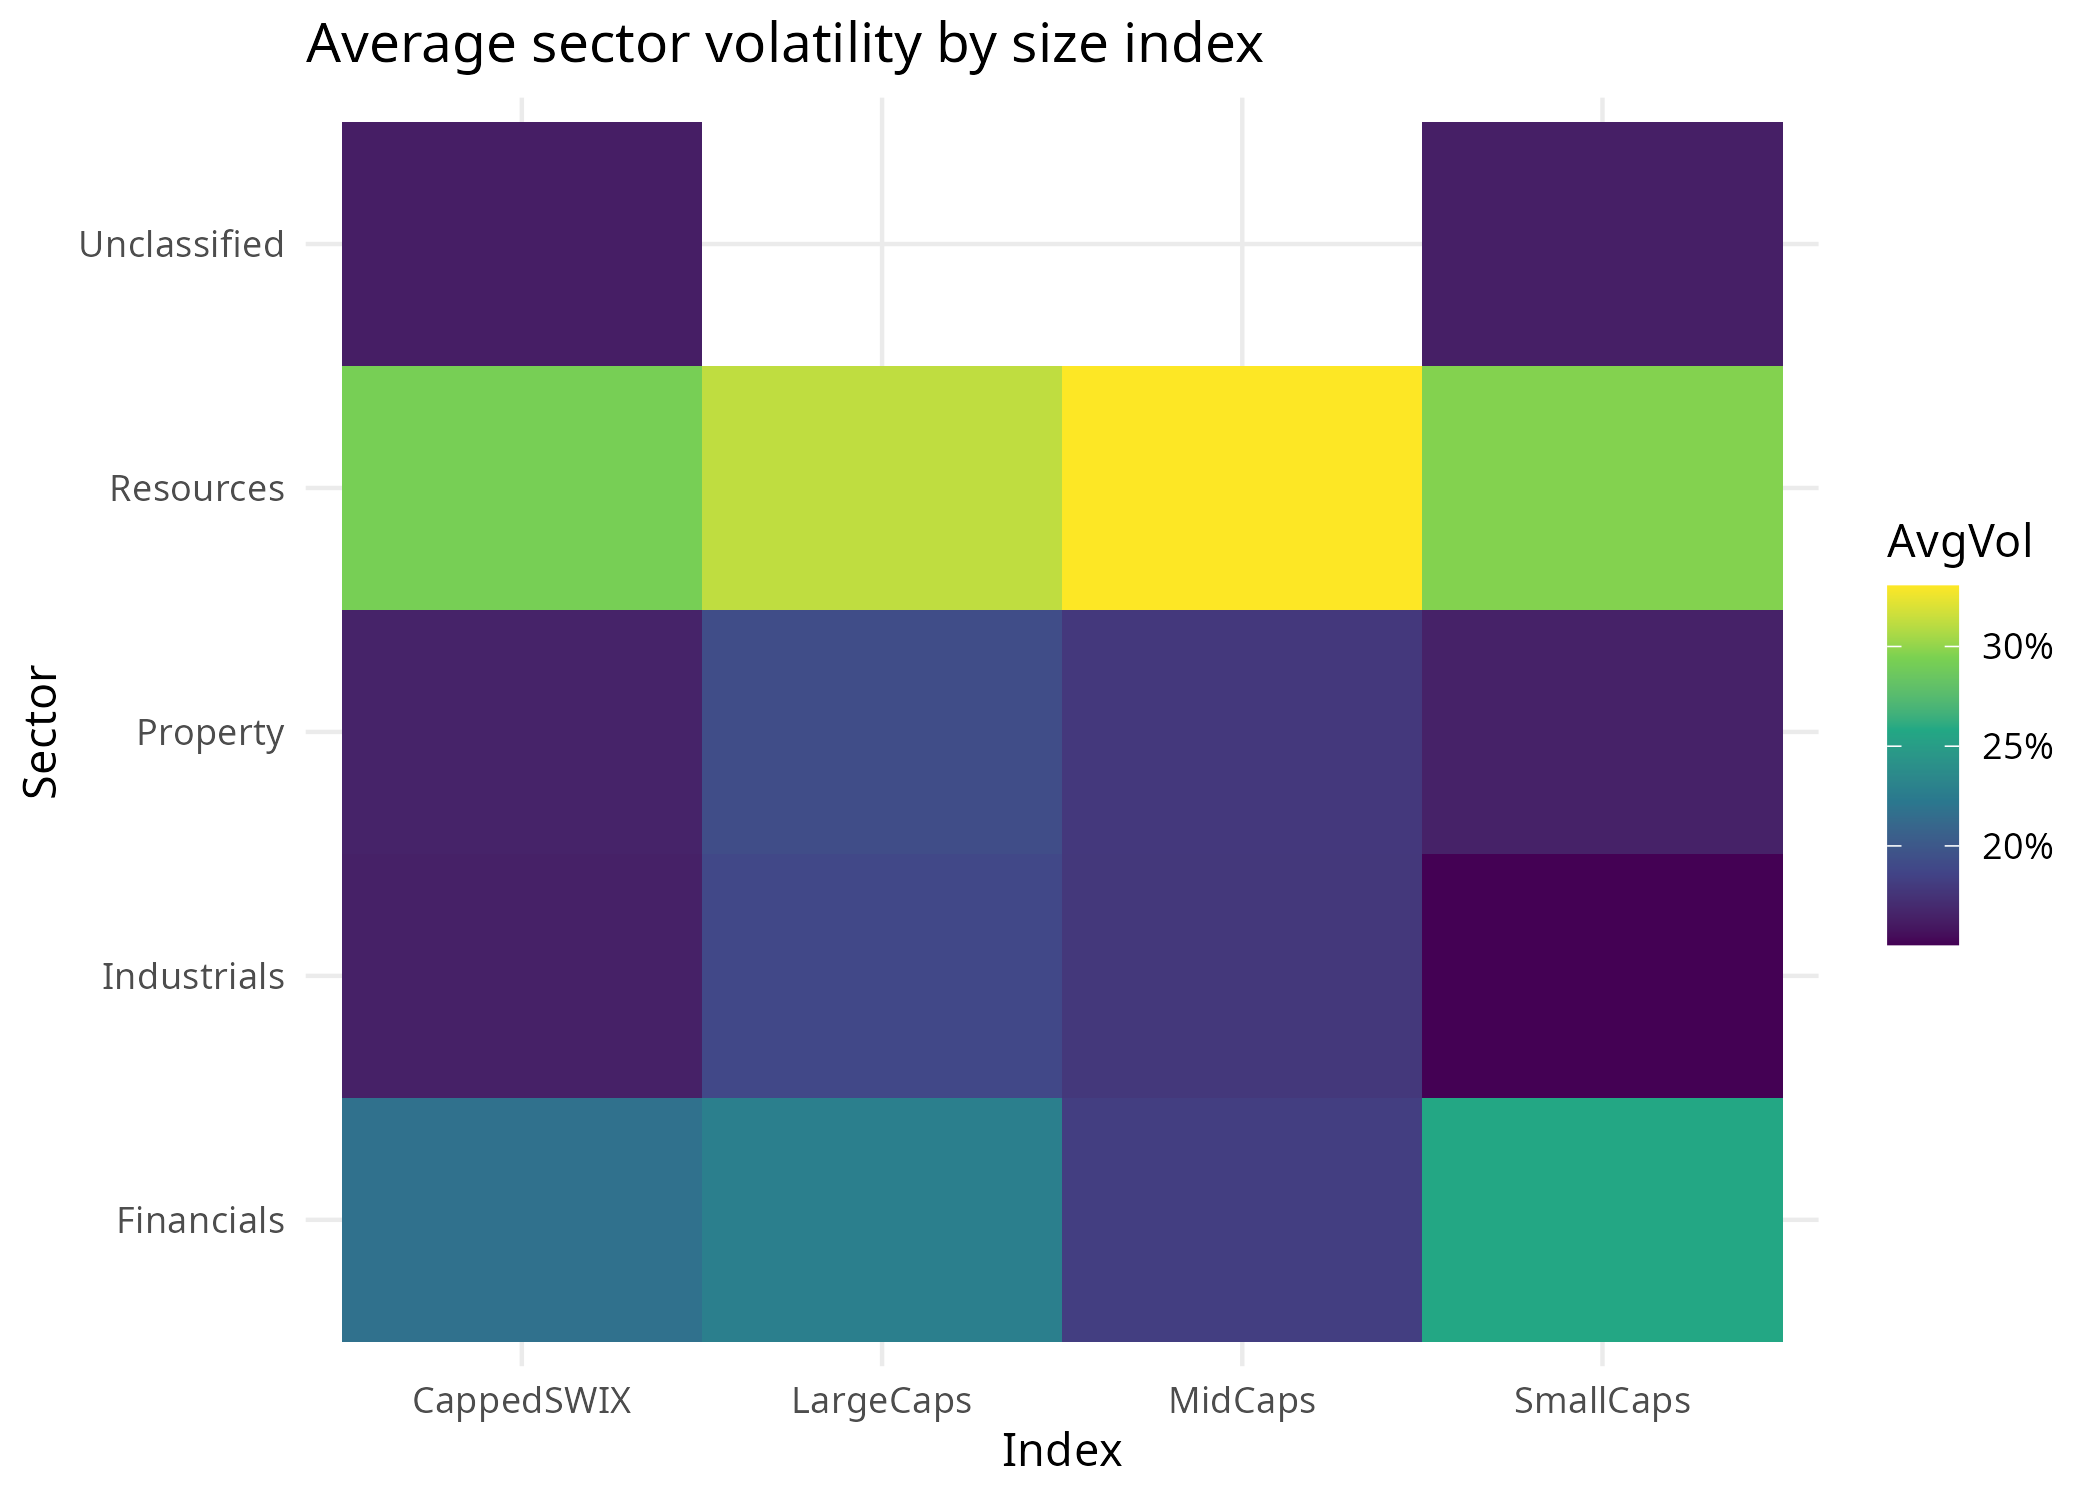 Average sector volatility by size index
Sector
Unclassified
Resources
Property
Industrials
Financials
CappedSWIX
LargeCaps
MidCaps
SmallCaps
Index
AvgVol
30%
25%
20%